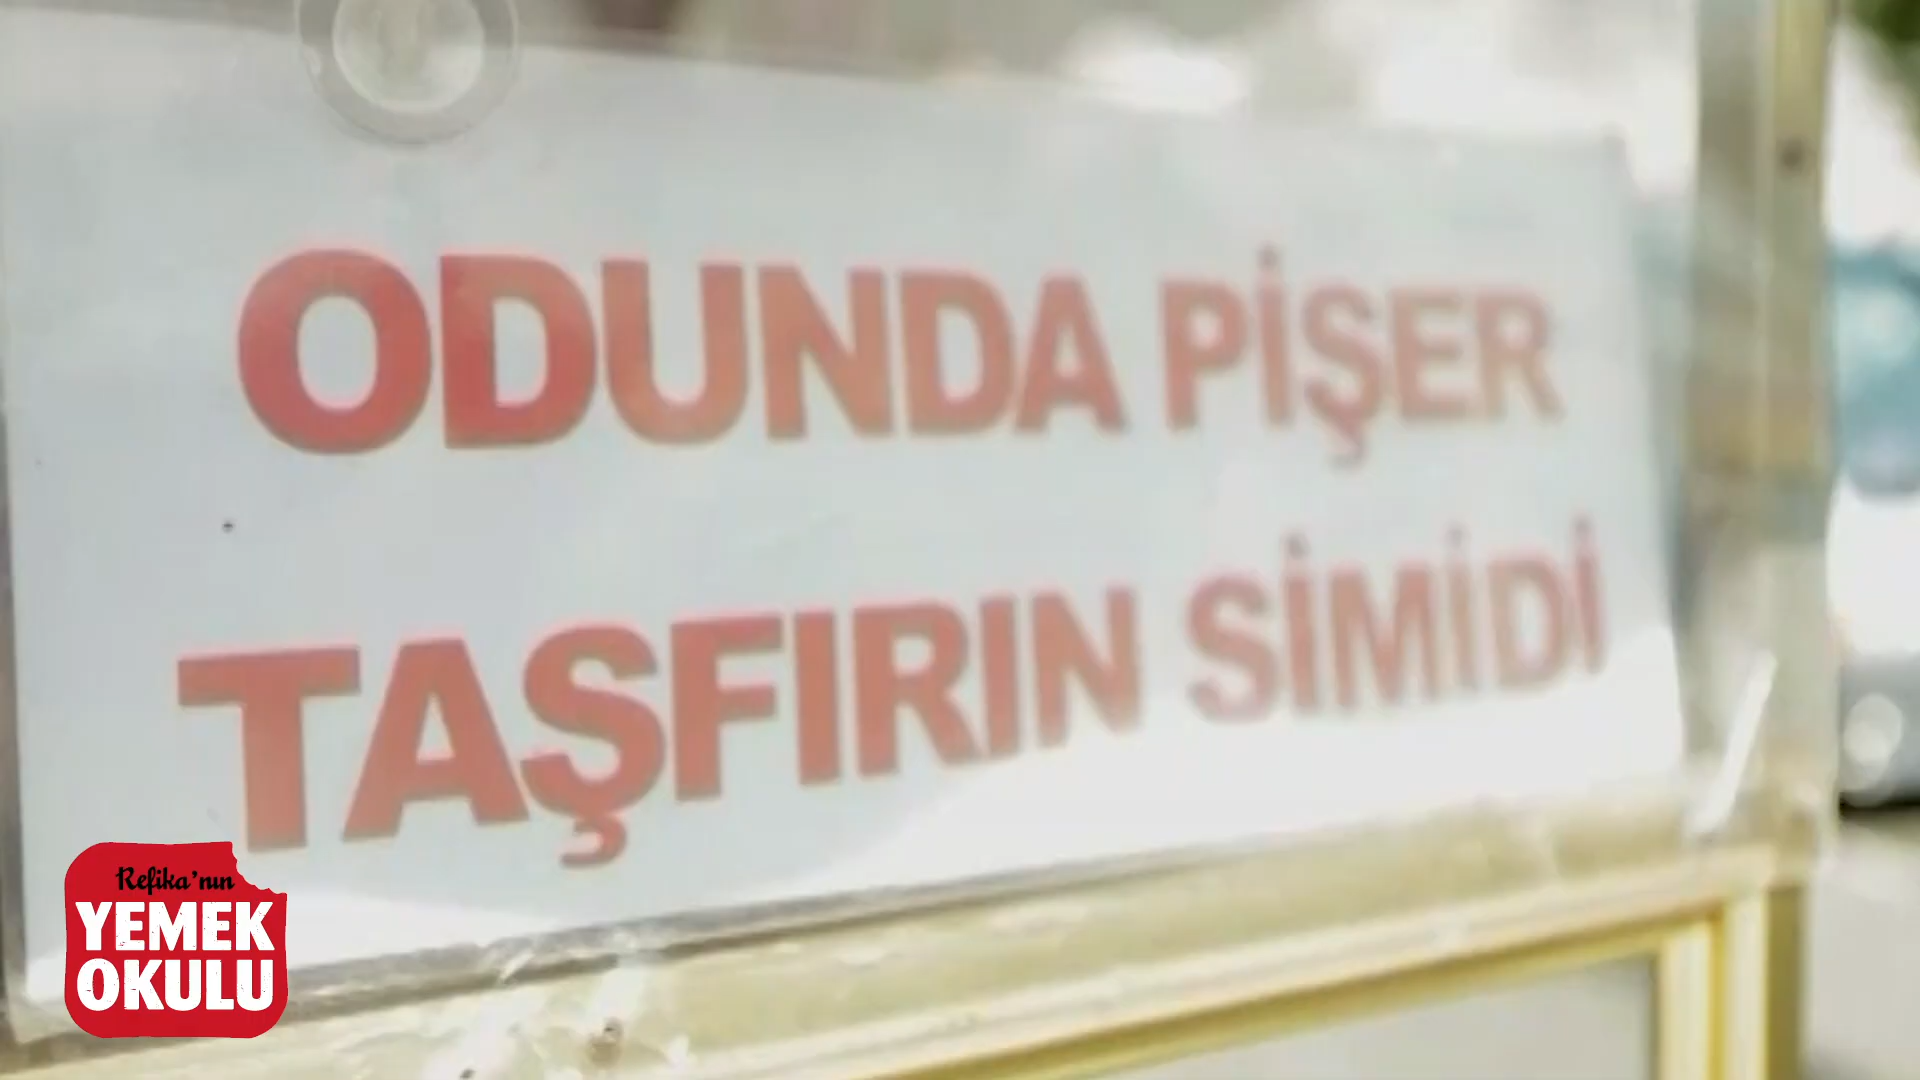 ODUNDA PİŞER
TAŞFIRIN SİMİDİ
Refika'nın
YEMEK
OKULU